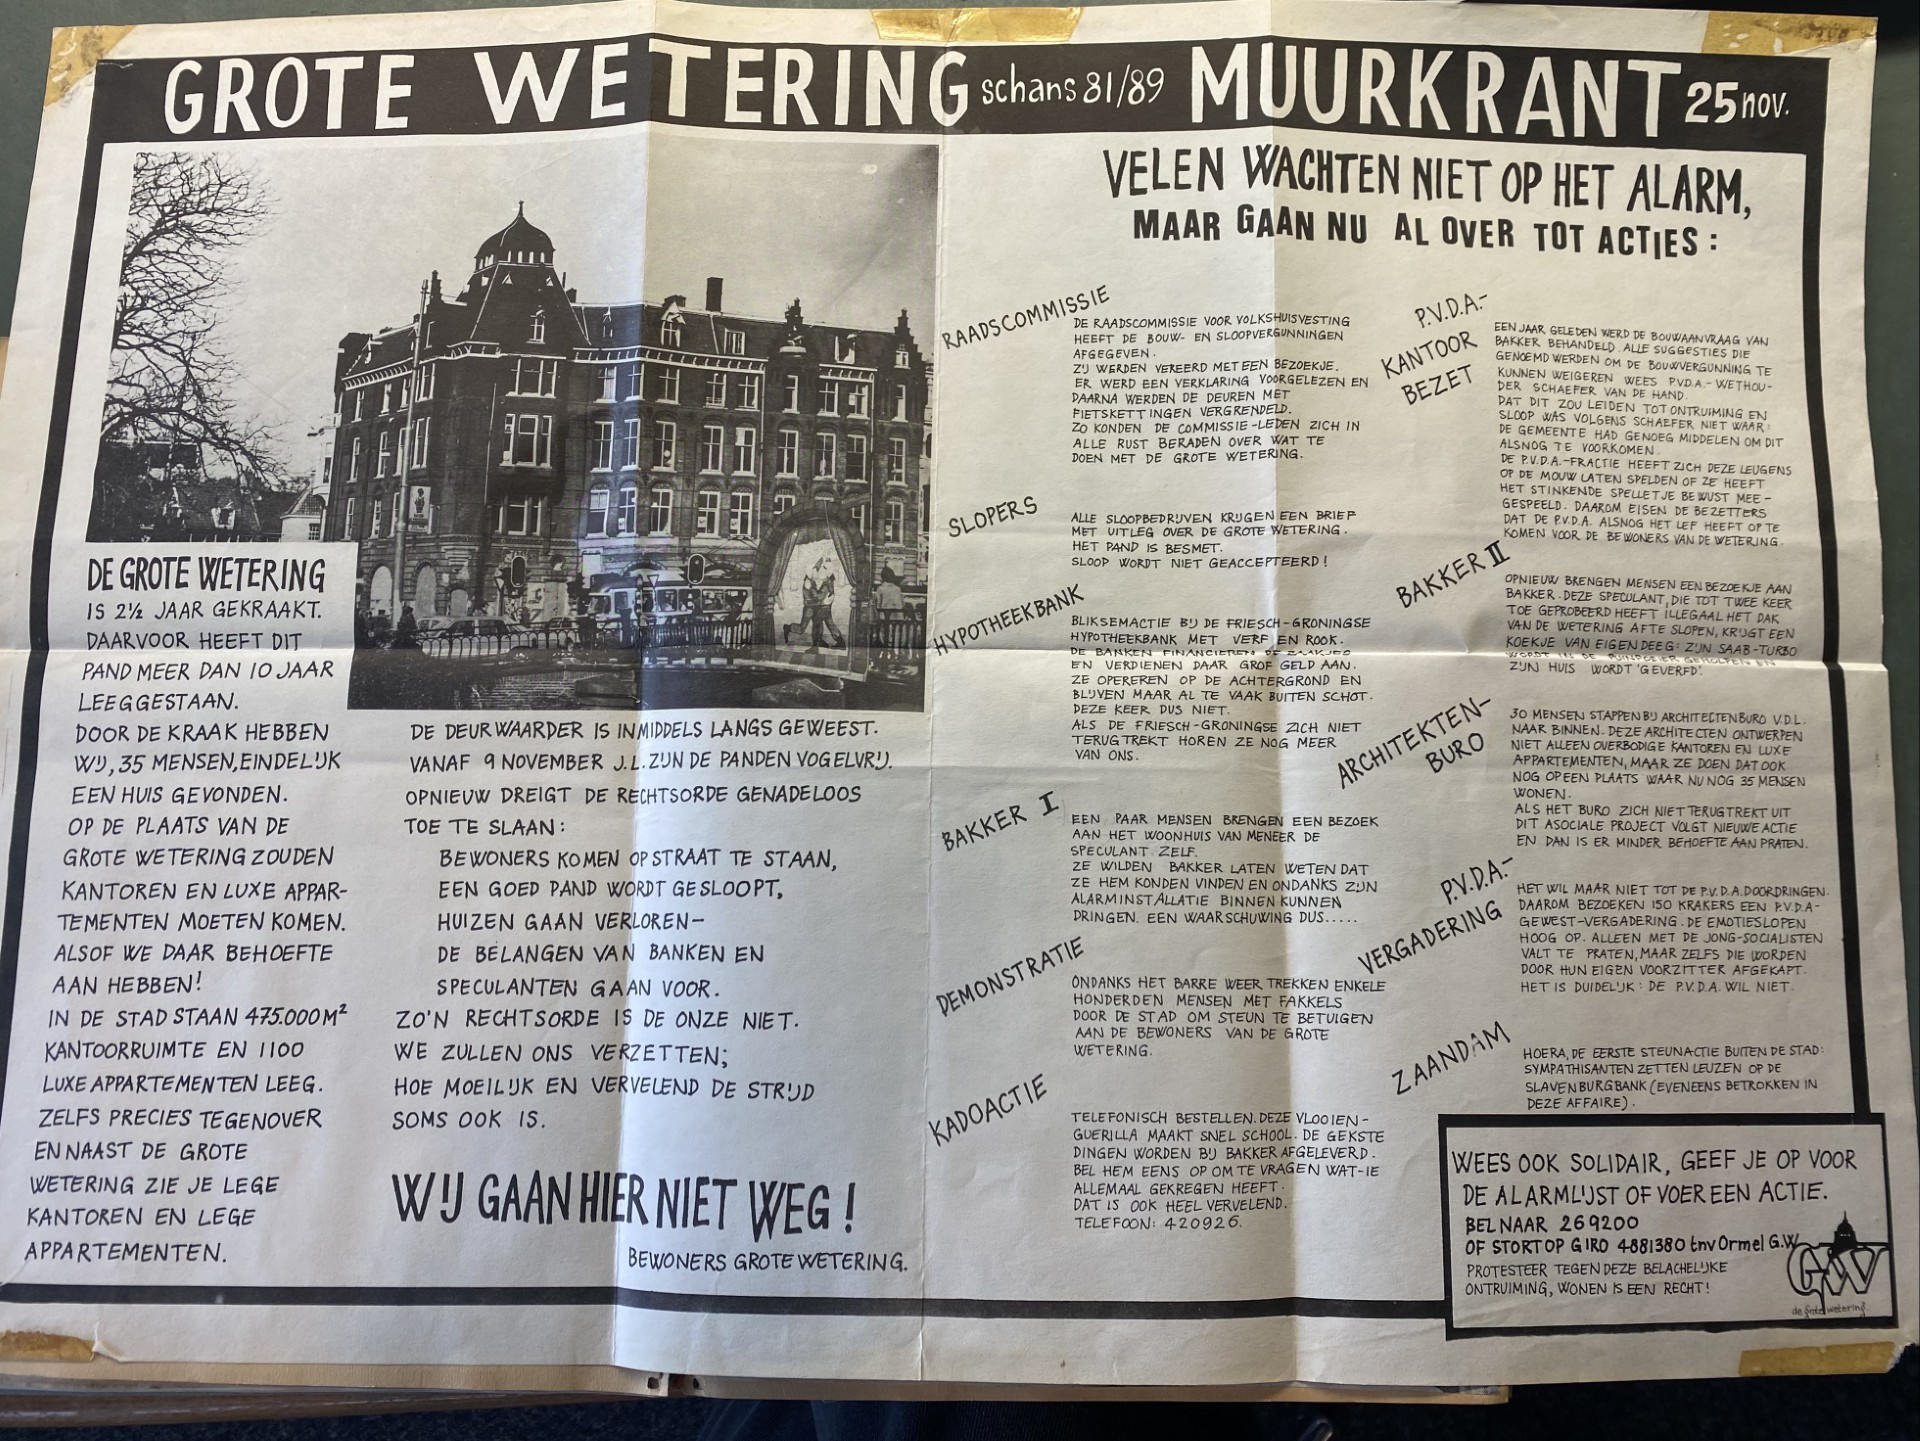 GROTE WETERING schans 81/89 MUURKRANT 25 nov.
DE GROTE WETERING
IS 2½ JAAR GEKRAAKT.
DAARVOOR HEEFT DIT
PAND MEER DAN 10 JAAR
LEEGGESTAAN.
DOOR DE KRAAK HEBBEN
WIJ, 35 MENSEN, EINDELIJK
EEN HUIS GEVONDEN.
OP DE PLAATS VAN DE
GROTE WETERING ZOUDEN
KANTOREN EN LUXE APPAR-
TEMENTEN MOETEN KOMEN.
ALSOF WE DAAR BEHOEFTE
AAN HEBBEN!
IN DE STAD STAAN 475.000 M²
KANTOORRUIMTE EN 1100
LUXE APPARTEMENTEN LEEG.
ZELFS PRECIES TEGENOVER
EN NAAST DE GROTE
WETERING ZIE JE LEGE
KANTOREN EN LEGE
APPARTEMENTEN.
DE DEURWAARDER IS INMIDDELS LANGS GEWEEST.
VANAF 9 NOVEMBER J.L. ZIJN DE PANDEN VOGELVRIJ.
OPNIEUW DREIGT DE RECHTSORDE GENADELOOS
TOE TE SLAAN:
BEWONERS KOMEN OP STRAAT TE STAAN,
EEN GOED PAND WORDT GESLOOPT,
HUIZEN GAAN VERLOREN-
DE BELANGEN VAN BANKEN EN
SPECULANTEN GAAN VOOR.
ZO'N RECHTSORDE IS DE ONZE NIET.
WE ZULLEN ONS VERZETTEN;
HOE MOEILIJK EN VERVELEND DE STRIJD
SOMS OOK IS.
WIJ GAAN HIER NIET WEG!
BEWONERS GROTE WETERING.
VELEN WACHTEN NIET OP HET ALARM,
MAAR GAAN NU AL OVER TOT ACTIES:
RAADSCOMMISSIE
DE RAADSCOMMISSIE VOOR VOLKSHUISVESTING
HEEFT DE BOUW- EN SLOOPVERGUNNINGEN
AFGEGEVEN.
ZIJ WERDEN VEREERD MET EEN BEZOEKJE.
ER WERD EEN VERKLARING VOORGELEZEN EN
DAARNA WERDEN DE DEUREN MET
FIETSKETTINGEN VERGRENDELD.
ZO KONDEN DE COMMISSIE-LEDEN ZICH IN
ALLE RUST BERADEN OVER WAT TE
DOEN MET DE GROTE WETERING.
SLOPERS
ALLE SLOOPBEDRIJVEN KRIJGEN EEN BRIEF
MET UITLEG OVER DE GROTE WETERING.
HET PAND IS BESMET.
SLOOP WORDT NIET GEACCEPTEERD!
HYPOTHEEKBANK
BLIKSEMACTIE BIJ DE FRIESCH-GRONINGSE
HYPOTHEEKBANK MET VERF EN ROOK.
DE BANKEN FINANCIEREN DE ZAAKJES
EN VERDIENEN DAAR GROF GELD AAN.
ZE OPEREREN OP DE ACHTERGROND EN
BLIJVEN MAAR AL TE VAAK BUITEN SCHOT.
DEZE KEER DUS NIET.
ALS DE FRIESCH-GRONINGSE ZICH NIET
TERUGTREKT HOREN ZE NOG MEER
VAN ONS.
BAKKER I
EEN PAAR MENSEN BRENGEN EEN BEZOEK
AAN HET WOONHUIS VAN MENEER DE
SPECULANT ZELF.
ZE WILDEN BAKKER LATEN WETEN DAT
ZE HEM KONDEN VINDEN EN ONDANKS ZIJN
ALARMINSTALLATIE BINNEN KUNNEN
DRINGEN. EEN WAARSCHUWING DUS.....
DEMONSTRATIE
ONDANKS HET BARRE WEER TREKKEN ENKELE
HONDERDEN MENSEN MET FAKKELS
DOOR DE STAD OM STEUN TE BETUIGEN
AAN DE BEWONERS VAN DE GROTE
WETERING.
KADOACTIE
TELEFONISCH BESTELLEN. DEZE VLOOIEN-
GUERILLA MAAKT SNEL SCHOOL. DE GEKSTE
DINGEN WORDEN BIJ BAKKER AFGELEVERD.
BEL HEM EENS OP OM TE VRAGEN WAT-IE
ALLEMAAL GEKREGEN HEEFT.
DAT IS OOK HEEL VERVELEND.
TELEFOON: 420926.
P.V.D.A.-
KANTOOR
BEZET
EEN JAAR GELEDEN WERD DE BOUWAANVRAAG VAN
BAKKER BEHANDELD. ALLE SUGGESTIES DIE
GENOEMD WERDEN OM DE BOUWVERGUNNING TE
KUNNEN WEIGEREN WEES P.V.D.A.- WETHOU-
DER SCHAEFER VAN DE HAND.
DAT DIT ZOU LEIDEN TOT ONTRUIMING EN
SLOOP WAS VOLGENS SCHAEFER NIET WAAR:
DE GEMEENTE HAD GENOEG MIDDELEN OM DIT
ALSNOG TE VOORKOMEN.
DE P.V.D.A.-FRACTIE HEEFT ZICH DEZE LEUGENS
OP DE MOUW LATEN SPELDEN OF ZE HEEFT
HET STINKENDE SPELLETJE BEWUST MEE-
GESPEELD. DAAROM EISEN DE BEZETTERS
DAT DE P.V.D.A. ALSNOG HET LEF HEEFT OP TE
KOMEN VOOR DE BEWONERS VAN DE WETERING.
BAKKER II
OPNIEUW BRENGEN MENSEN EEN BEZOEKJE AAN
BAKKER. DEZE SPECULANT, DIE TOT TWEE KEER
TOE GEPROBEERD HEEFT ILLEGAAL HET DAK
VAN DE WETERING AF TE SLOPEN, KRIJGT EEN
KOEKJE VAN EIGEN DEEG: ZIJN SAAB-TURBO
WORDT IN DE GEHOLPEN EN
ZIJN HUIS WORDT 'GEVERFD'.
ARCHITEKTEN-
BURO
30 MENSEN STAPPEN BIJ ARCHITECTENBURO V.D.L.
NAAR BINNEN. DEZE ARCHITECTEN ONTWERPEN
NIET ALLEEN OVERBODIGE KANTOREN EN LUXE
APPARTEMENTEN, MAAR ZE DOEN DAT OOK
NOG OP EEN PLAATS WAAR NU NOG 35 MENSEN
WONEN.
ALS HET BURO ZICH NIET TERUGTREKT UIT
DIT ASOCIALE PROJECT VOLGT NIEUWE ACTIE
EN DAN IS ER MINDER BEHOEFTE AAN PRATEN.
P.V.D.A.-
VERGADERING
HET WIL MAAR NIET TOT DE P.V.D.A. DOORDRINGEN.
DAAROM BEZOEKEN 150 KRAKERS EEN P.V.D.A-
GEWEST-VERGADERING. DE EMOTIES LOPEN
HOOG OP. ALLEEN MET DE JONG-SOCIALISTEN
VALT TE PRATEN, MAAR ZELFS DIE WORDEN
DOOR HUN EIGEN VOORZITTER AFGEKAPT.
HET IS DUIDELIJK: DE P.V.D.A. WIL NIET.
ZAANDAM
HOERA, DE EERSTE STEUNACTIE BUITEN DE STAD:
SYMPATHISANTEN ZETTEN LEUZEN OP DE
SLAVENBURGBANK (EVENEENS BETROKKEN IN
DEZE AFFAIRE).
WEES OOK SOLIDAIR, GEEF JE OP VOOR
DE ALARMLIJST OF VOER EEN ACTIE.
BEL NAAR 269200
OF STORT OP GIRO 4881380 tnv Ormel G.W.
PROTESTEER TEGEN DEZE BELACHELIJKE
ONTRUIMING, WONEN IS EEN RECHT!
GW
de grote wetering